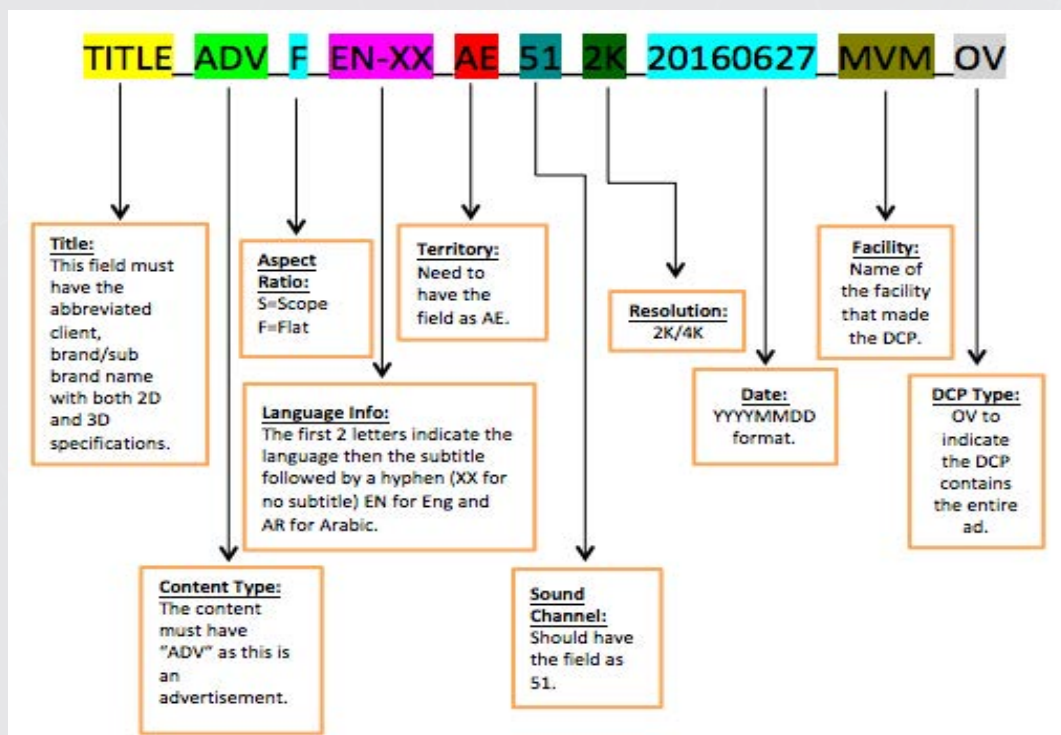 TITLE_ADV_F_EN-XX_AE_51_2K_20160627_MVM_OV
Title:
This field must
have the
abbreviated
client,
brand/sub
brand name
with both 2D
and 3D
specifications.
Aspect
Ratio:
S=Scope
F=Flat
Territory:
Need to
have the
field as AE.
Resolution:
2K/4K
Facility:
Name of
the facility
that made
the DCP.
Language Info:
The first 2 letters indicate the
language then the subtitle
followed by a hyphen (XX for
no subtitle) EN for Eng and
AR for Arabic.
Date:
YYYYMMDD
format.
DCP Type:
OV to
indicate
the DCP
contains
the entire
ad.
Content Type:
The content
must have
"ADV" as this is
an
advertisement.
Sound
Channel:
Should have
the field as
51.